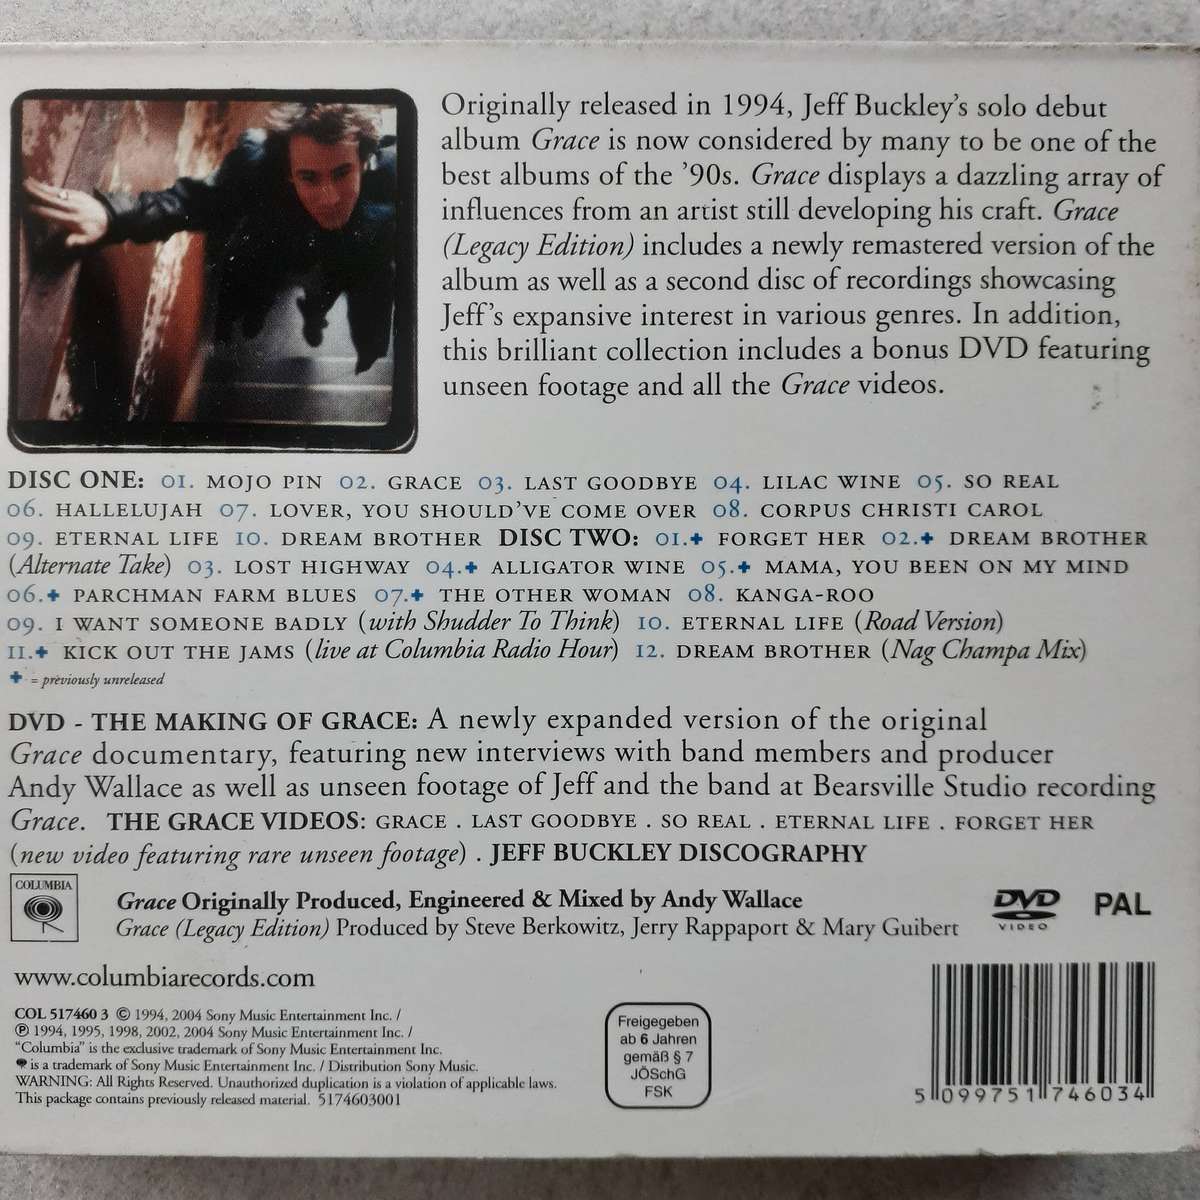 Originally released in 1994, Jeff Buckley's solo debut
album Grace is now considered by many to be one of the
best albums of the '90s. Grace displays a dazzling array of
influences from an artist still developing his craft. Grace
(Legacy Edition) includes a newly remastered version of the
album as well as a second disc of recordings showcasing
Jeff's expansive interest in various genres. In addition,
this brilliant collection includes a bonus DVD featuring
unseen footage and all the Grace videos.
DISC ONE: 01. MOJO PIN 02. GRACE 03. LAST GOODBYE 04. LILAC WINE 05. SO REAL
06. HALLELUJAH 07. LOVER, YOU SHOULD'VE COME OVER 08. CORPUS CHRISTI CAROL
09. ETERNAL LIFE 10. DREAM BROTHER DISC TWO: 01.+ FORGET HER 02.+ DREAM BROTHER
(Alternate Take) 03. LOST HIGHWAY 04.+ ALLIGATOR WINE 05.+ MAMA, YOU BEEN ON MY MIND
06.+ PARCHMAN FARM BLUES 07.+ THE OTHER WOMAN 08. KANGA-ROO
09. I WANT SOMEONE BADLY (with Shudder To Think) 10. ETERNAL LIFE (Road Version)
11.+ KICK OUT THE JAMS (live at Columbia Radio Hour) 12. DREAM BROTHER (Nag Champa Mix)
+ = previously unreleased
DVD - THE MAKING OF GRACE: A newly expanded version of the original
Grace documentary, featuring new interviews with band members and producer
Andy Wallace as well as unseen footage of Jeff and the band at Bearsville Studio recording
Grace. THE GRACE VIDEOS: GRACE . LAST GOODBYE . SO REAL . ETERNAL LIFE . FORGET HER
(new video featuring rare unseen footage) . JEFF BUCKLEY DISCOGRAPHY
COLUMBIA
Grace Originally Produced, Engineered & Mixed by Andy Wallace
Grace (Legacy Edition) Produced by Steve Berkowitz, Jerry Rappaport & Mary Guibert
DVD VIDEO
PAL
www.columbiarecords.com
COL 517460 3 © 1994, 2004 Sony Music Entertainment Inc. /
℗ 1994, 1995, 1998, 2002, 2004 Sony Music Entertainment Inc. /
"Columbia" is the exclusive trademark of Sony Music Entertainment Inc.
is a trademark of Sony Music Entertainment Inc. / Distribution Sony Music.
WARNING: All Rights Reserved. Unauthorized duplication is a violation of applicable laws.
This package contains previously released material. 5174603001
Freigegeben
ab 6 Jahren
gemäß § 7
JÖSchG
FSK
5 099751 746034